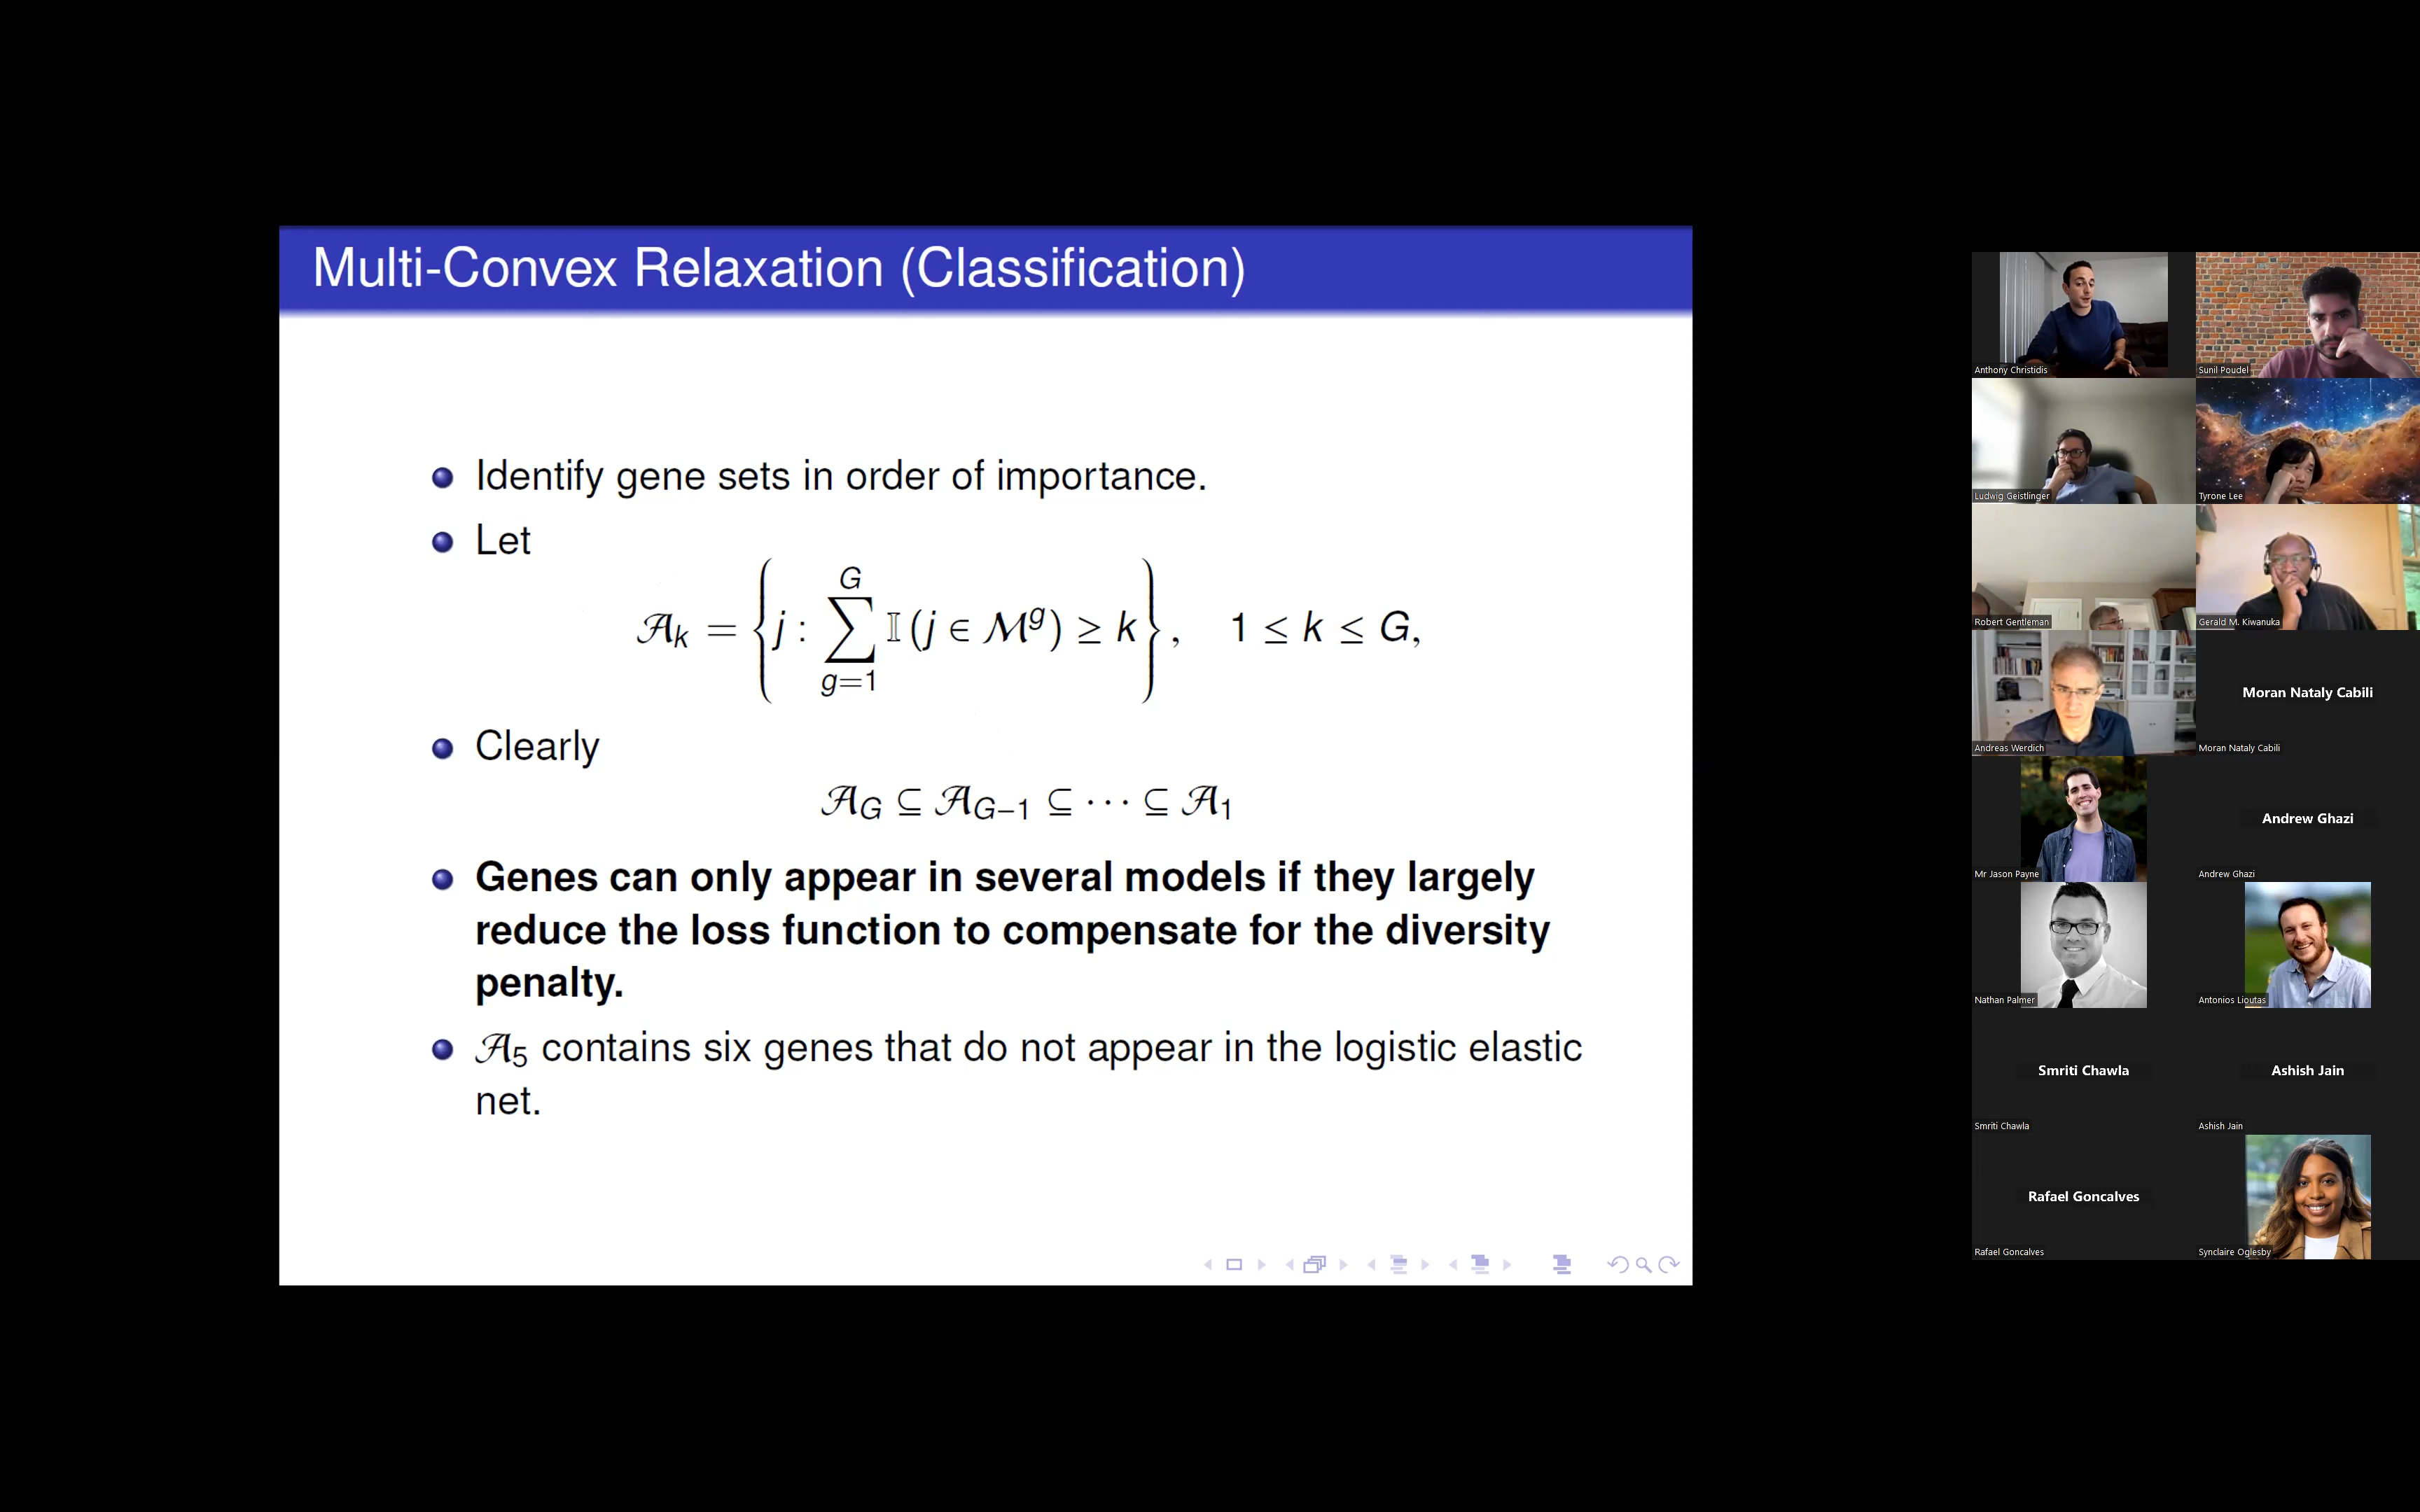 Multi-Convex Relaxation (Classification)
Identify gene sets in order of importance.
Let
𝒜ₖ = { j : ∑_{g=1}^{G} 𝕀 (j ∈ ℳᵍ) ≥ k } , 1 ≤ k ≤ G,
Clearly
𝒜_G ⊆ 𝒜_{G−1} ⊆ ⋯ ⊆ 𝒜₁
Genes can only appear in several models if they largely
reduce the loss function to compensate for the diversity
penalty.
𝒜₅ contains six genes that do not appear in the logistic elastic
net.
Anthony Christidis
Sunil Poudel
Ludwig Geistlinger
Tyrone Lee
Robert Gentleman
Gerald M. Kiwanuka
Andreas Werdich
Moran Nataly Cabili
Moran Nataly Cabili
Mr Jason Payne
Andrew Ghazi
Andrew Ghazi
Nathan Palmer
Antonios Lioutas
Smriti Chawla
Smriti Chawla
Ashish Jain
Ashish Jain
Rafael Goncalves
Rafael Goncalves
Synclaire Oglesby